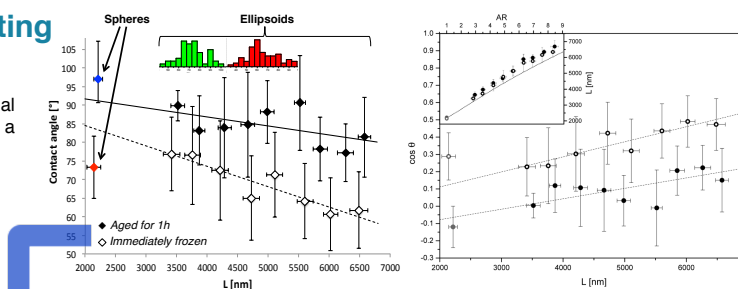 ting
al
a
Spheres
Ellipsoids
Contact angle [°]
105
100
95
90
85
80
75
70
65
60
55
50
Aged for 1h
Immediately frozen
2000 2500 3000 3500 4000 4500 5000 5500 6000 6500 7000
L [nm]
AR
1 2 3 4 5 6 7 8 9
7000
6000
5000
4000
3000
2000
L [nm]
cos θ
1.0
0.9
0.8
0.7
0.6
0.5
0.4
0.3
0.2
0.1
0.0
-0.1
-0.2
-0.3
2000 3000 4000 5000 6000
L [nm]